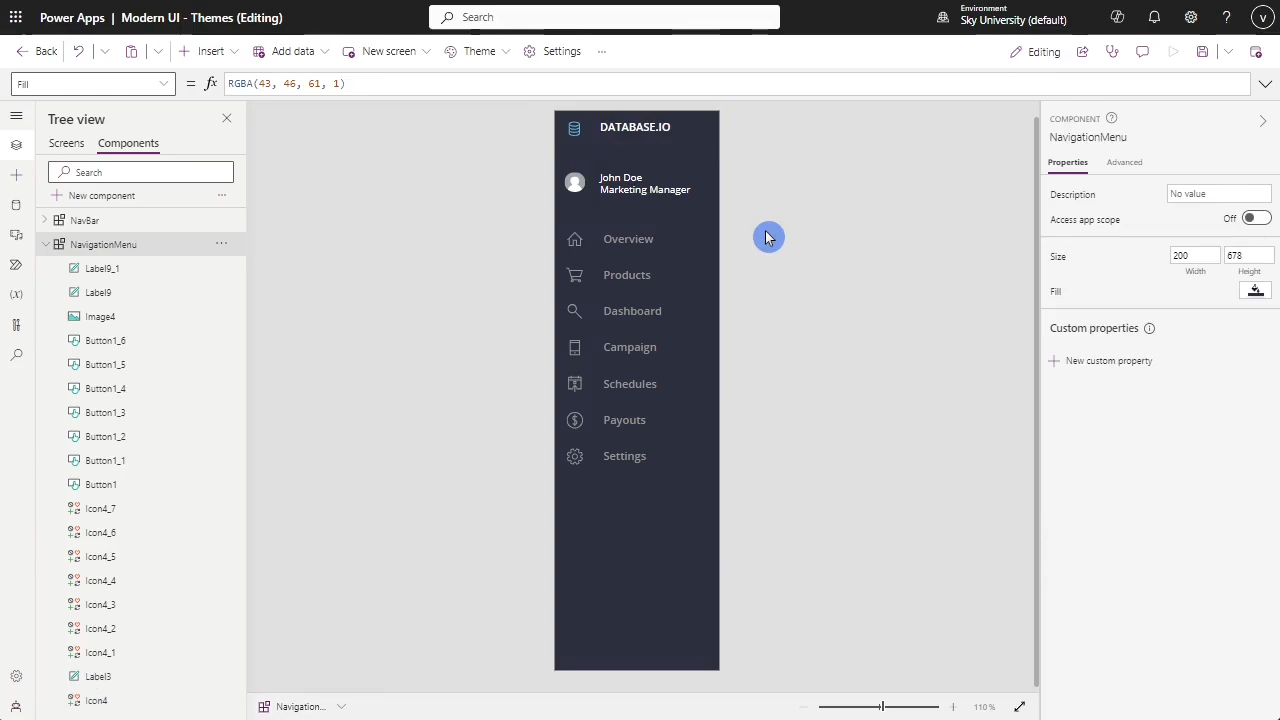 Power Apps | Modern UI - Themes (Editing)
Search
Environment
Sky University (default)
V
Back
Insert
Add data
New screen
Theme
Settings
...
Editing
Fill
= fx RGBA(43, 46, 61, 1)
Tree view
Screens
Components
Search
New component
...
NavBar
NavigationMenu
...
Label9_1
Label9
Image4
Button1_6
Button1_5
Button1_4
Button1_3
Button1_2
Button1_1
Button1
Icon4_7
Icon4_6
Icon4_5
Icon4_4
Icon4_3
Icon4_2
Icon4_1
Label3
Icon4
DATABASE.IO
John Doe
Marketing Manager
Overview
Products
Dashboard
Campaign
Schedules
Payouts
Settings
Navigation...
110 %
COMPONENT
NavigationMenu
Properties
Advanced
Description
No value
Access app scope
Off
Size
200
678
Width
Height
Fill
Custom properties
New custom property